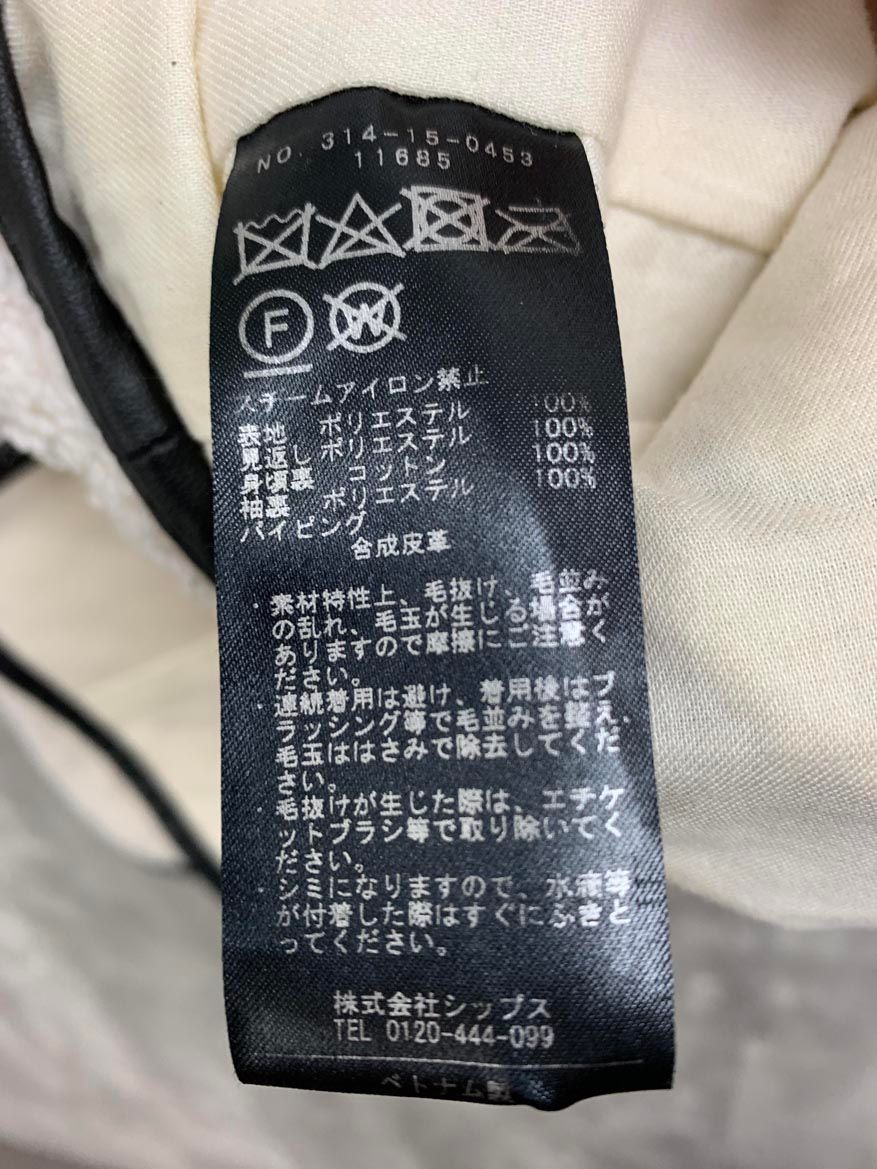 NO. 314-15-0453
11685
F
W
スチームアイロン禁止
表地 ポリエステル 100%
見返し ポリエステル 100%
身頃裏 コットン 100%
袖裏 ポリエステル 100%
パイピング
合成皮革
・素材特性上、毛抜け、毛並み
の乱れ、毛玉が生じる場合が
ありますので摩擦にご注意く
ださい。
・連続着用は避け、着用後はブ
ラッシング等で毛並みを整え、
毛玉ははさみで除去してくだ
さい。
・毛抜けが生じた際は、エチケ
ットブラシ等で取り除いてく
ださい。
・シミになりますので、水滴等
が付着した際はすぐにふきと
ってください。
株式会社シップス
TEL 0120-444-099
ベトナム製